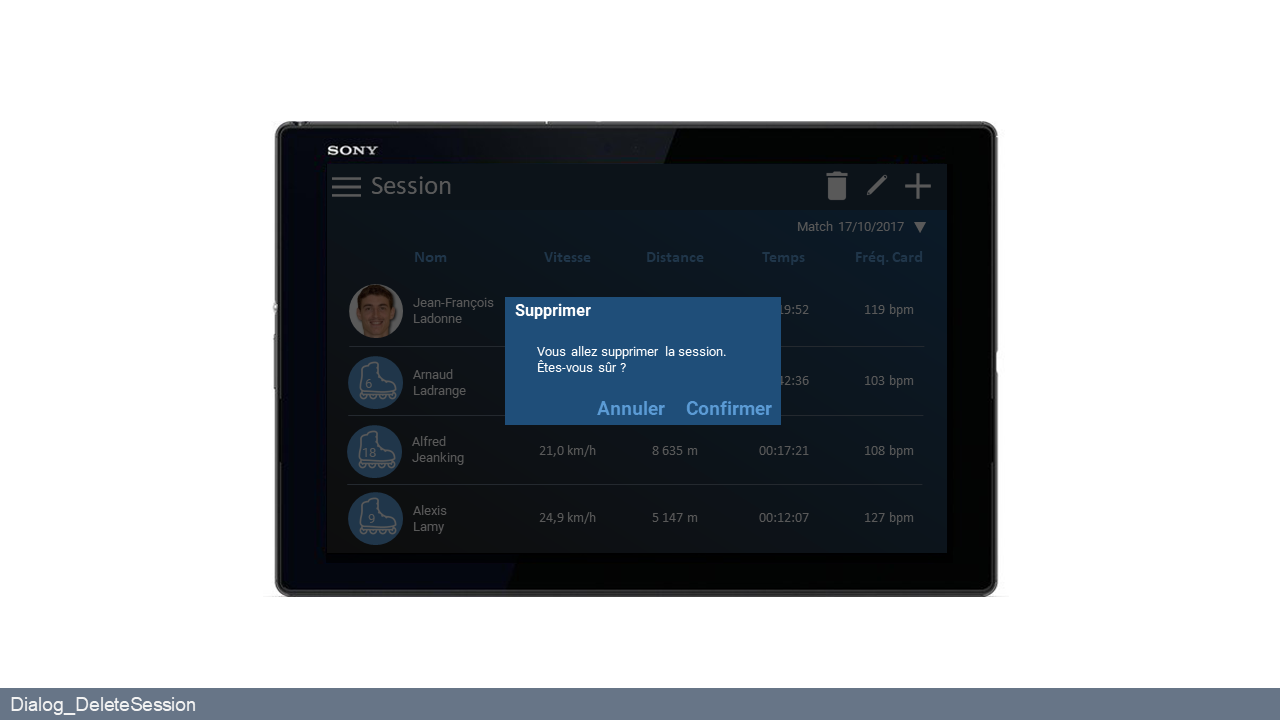 SONY
Session
Match 17/10/2017
Nom Vitesse Distance Temps Fréq. Card
Jean-François
Ladonne
19:52 119 bpm
Supprimer
Vous allez supprimer la session.
Êtes-vous sûr ?
Annuler Confirmer
6
Arnaud
Ladrange
42:36 103 bpm
18
Alfred
Jeanking
21,0 km/h 8 635 m 00:17:21 108 bpm
9
Alexis
Lamy
24,9 km/h 5 147 m 00:12:07 127 bpm
Dialog_DeleteSession